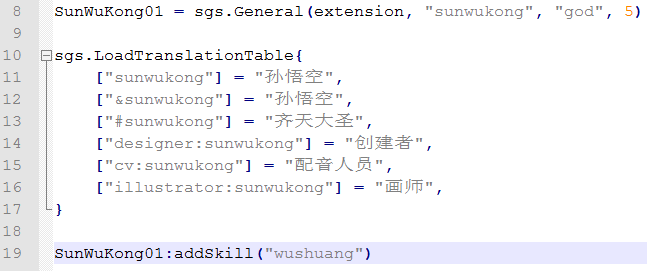 8 SunWuKong01 = sgs.General(extension, "sunwukong", "god", 5)
9
10 sgs.LoadTranslationTable{
11 ["sunwukong"] = "孙悟空",
12 ["&sunwukong"] = "孙悟空",
13 ["#sunwukong"] = "齐天大圣",
14 ["designer:sunwukong"] = "创建者",
15 ["cv:sunwukong"] = "配音人员",
16 ["illustrator:sunwukong"] = "画师",
17 }
18
19 SunWuKong01:addSkill("wushuang")